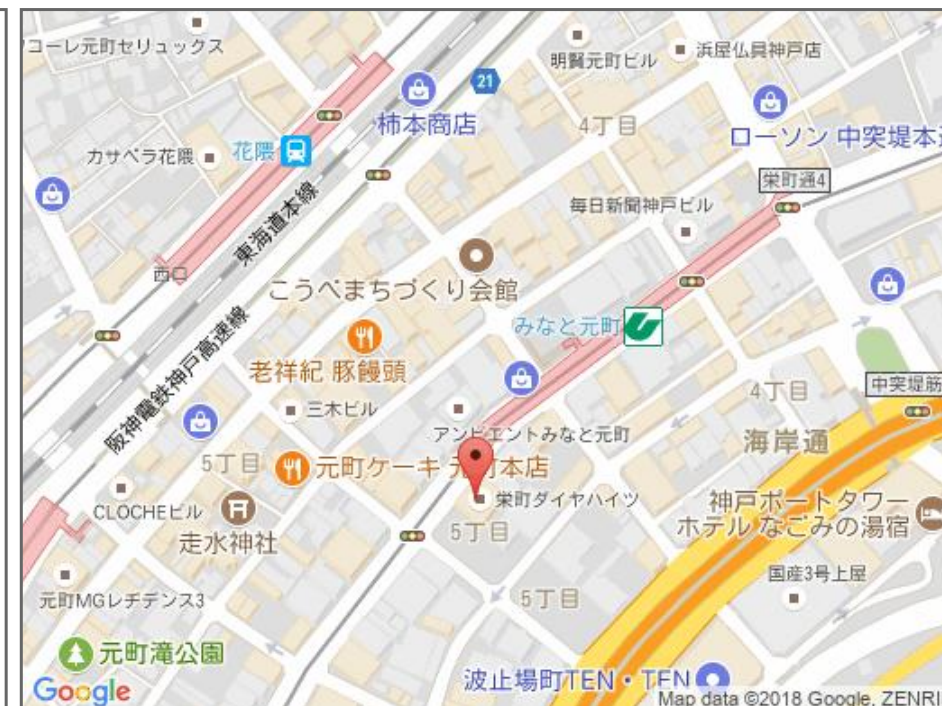 コーレ元町セリュックス
明賢元町ビル
浜屋仏具神戸店
21
柿本商店
4丁目
ローソン 中突堤本
カサベラ花隈
花隈
栄町通4
毎日新聞神戸ビル
東海道本線
西口
こうべまちづくり会館
みなと元町
阪神電鉄神戸高速線
老祥紀 豚饅頭
4丁目
中突堤筋
三木ビル
アンビエントみなと元町
海岸通
5丁目
元町ケーキ 元町本店
栄町ダイヤハイツ
神戸ポートタワー
ホテル なごみの湯宿
CLOCHEビル
走水神社
5丁目
国産3号上屋
元町MGレヂデンス3
5丁目
元町滝公園
波止場町TEN・TEN
Google
Map data ©2018 Google, ZENRI